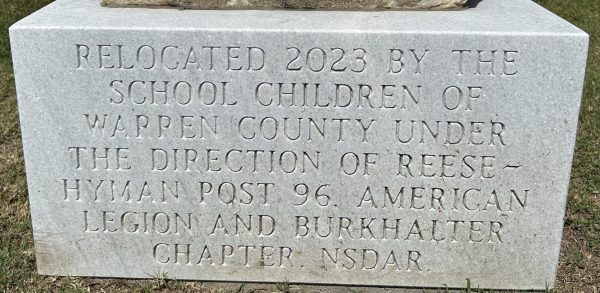 RELOCATED 2023 BY THE
SCHOOL CHILDREN OF
WARREN COUNTY UNDER
THE DIRECTION OF REESE~
HYMAN POST 96. AMERICAN
LEGION AND BURKHALTER
CHAPTER. NSDAR.